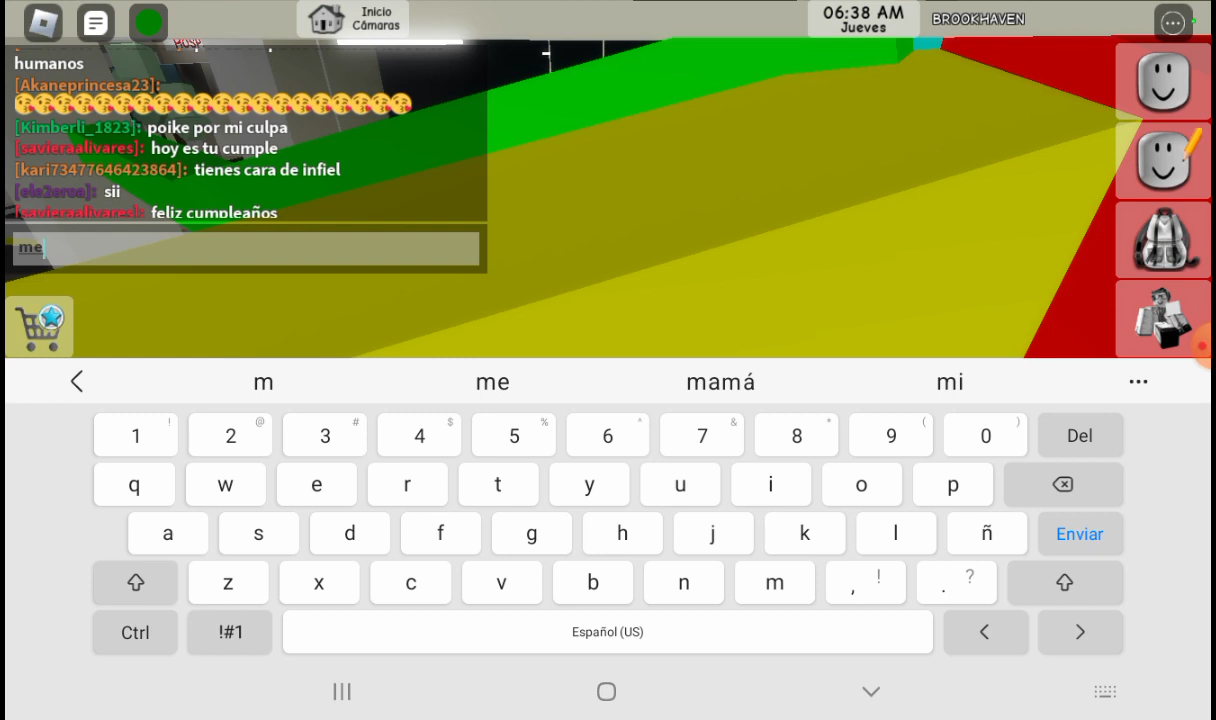 Inicio
Cámaras
06:38 AM
Jueves
BROOKHAVEN
HOSP
humanos
[Akaneprincesa23]:
😘😘😘😘😘😘😘😘😘😘😘😘😘😘😘😘😘😘😘😘
[Kimberli_1823]: poike por mi culpa
[savieraalivares]: hoy es tu cumple
[kari73477646423864]: tienes cara de infiel
sii
[savieraalivares]: feliz cumpleaños
me
m me mamá mi ...
1 ! 2 @ 3 # 4 $ 5 % 6 ^ 7 & 8 * 9 ( 0 ) Del
q w e r t y u i o p
a s d f g h j k l ñ Enviar
z x c v b n m , ! . ?
Ctrl !#1 Español (US) < >